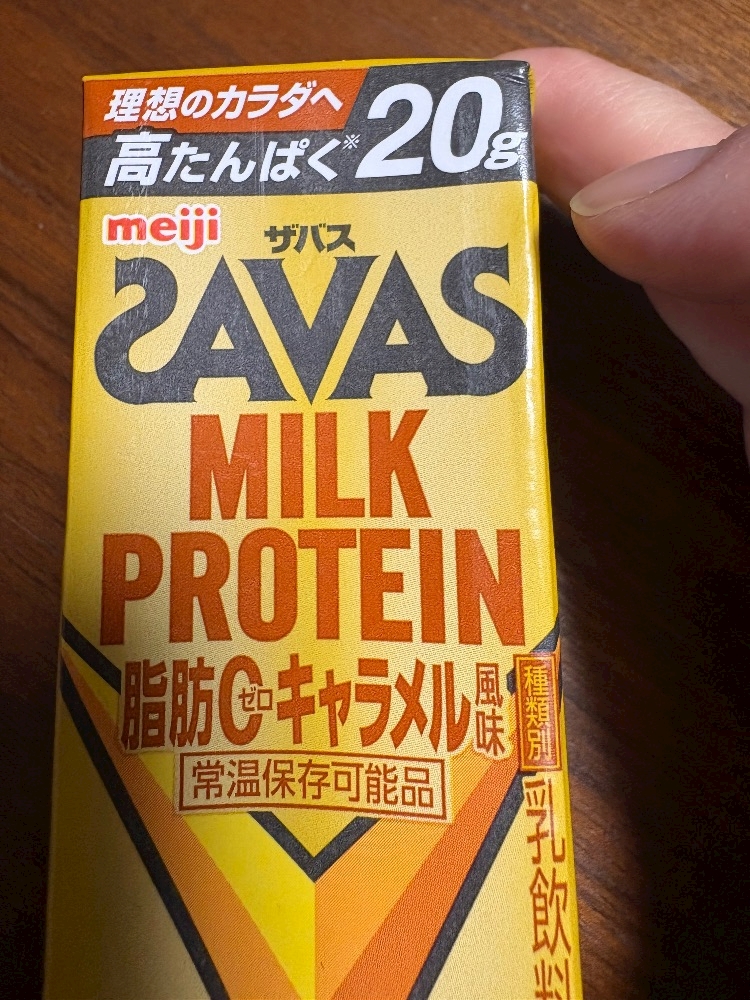 理想のカラダへ
高たんぱく※20g
meiji
ザバス
SAVAS
MILK
PROTEIN
脂肪0ゼロキャラメル風味
常温保存可能品
種類別
乳飲料